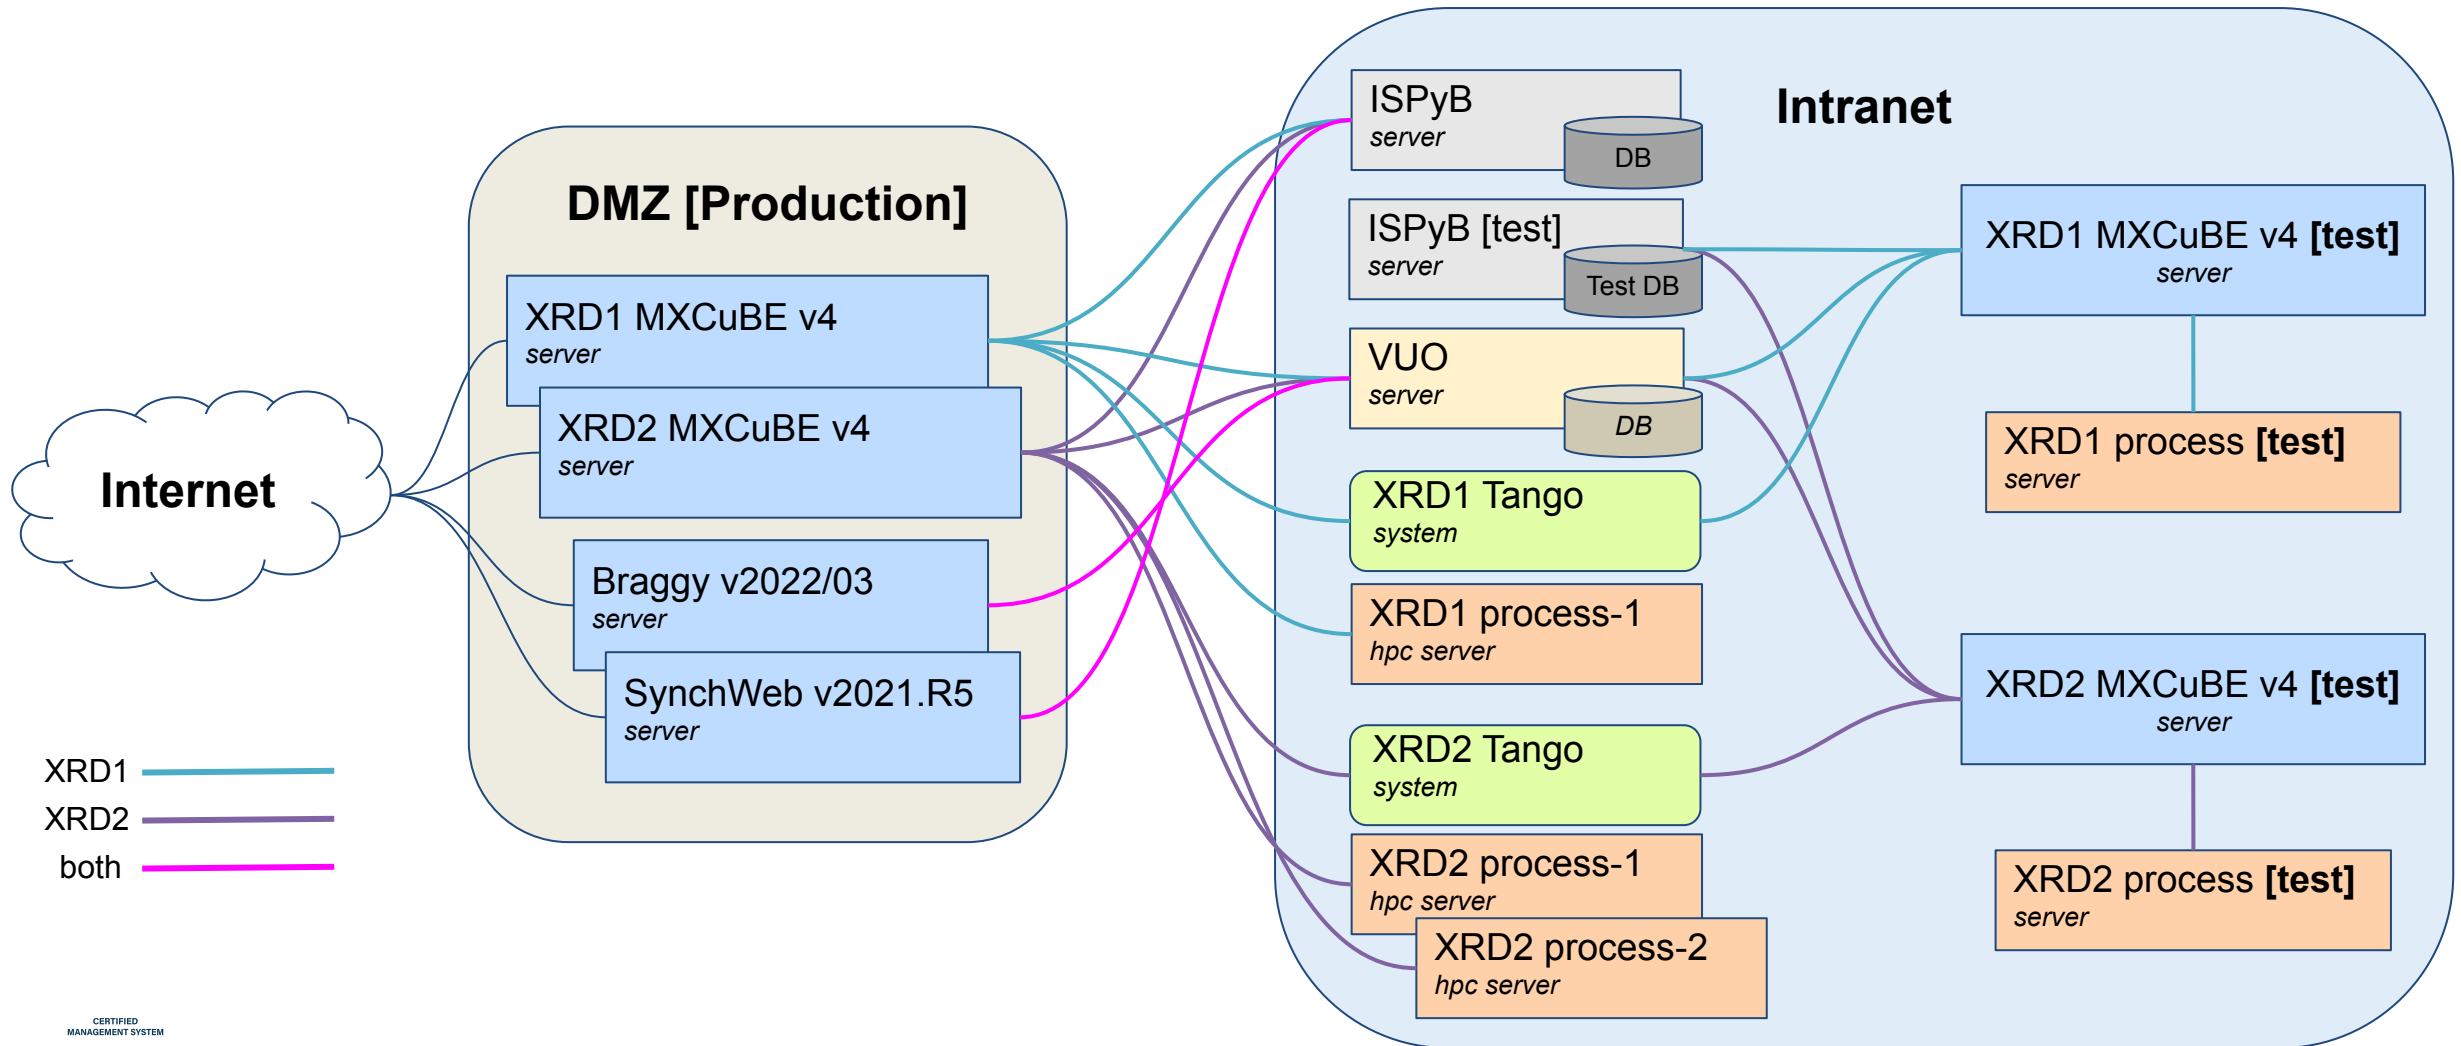 Internet
DMZ [Production]
XRD1 MXCuBE v4
server
XRD2 MXCuBE v4
server
Braggy v2022/03
server
SynchWeb v2021.R5
server
XRD1
XRD2
both
CERTIFIED
MANAGEMENT SYSTEM
Intranet
ISPyB
server
DB
ISPyB [test]
server
Test DB
VUO
server
DB
XRD1 Tango
system
XRD1 process-1
hpc server
XRD2 Tango
system
XRD2 process-1
hpc server
XRD2 process-2
hpc server
XRD1 MXCuBE v4 [test]
server
XRD1 process [test]
server
XRD2 MXCuBE v4 [test]
server
XRD2 process [test]
server